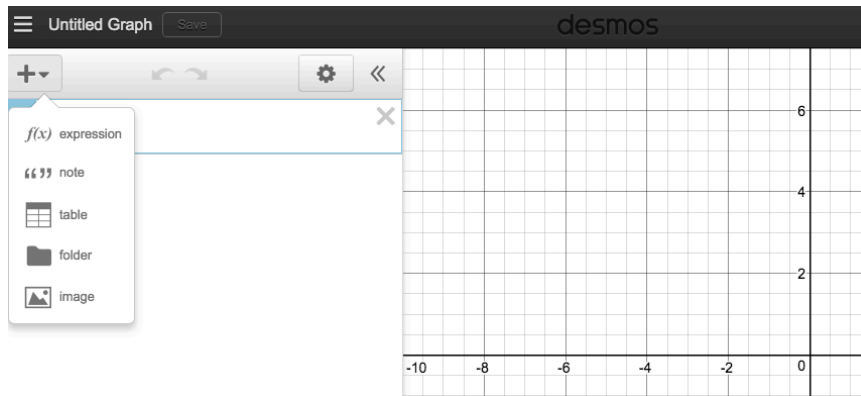 Untitled Graph Save desmos
f(x) expression
“” note
table
folder
image
6
4
2
-10 -8 -6 -4 -2 0